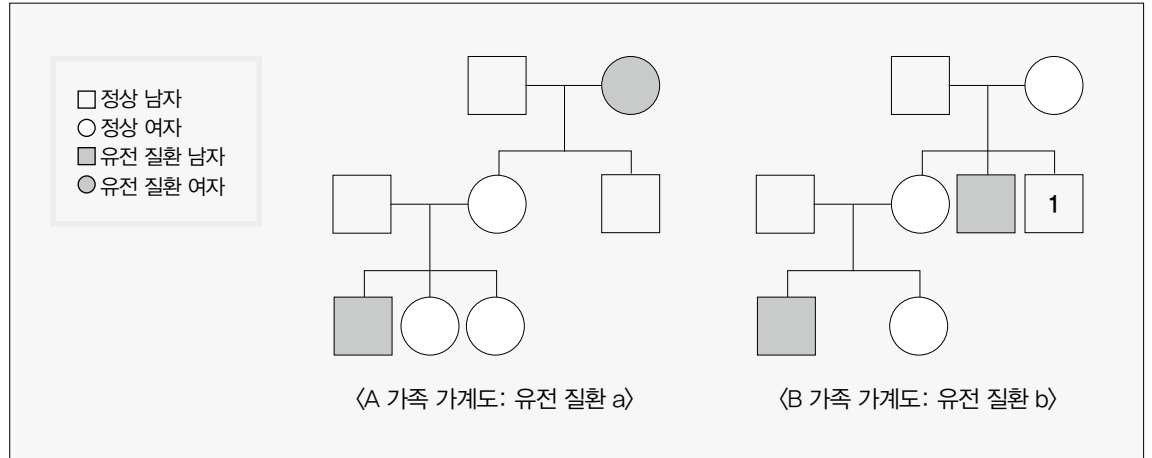 정상 남자
정상 여자
유전 질환 남자
유전 질환 여자
1
〈A 가족 가계도: 유전 질환 a〉
〈B 가족 가계도: 유전 질환 b〉